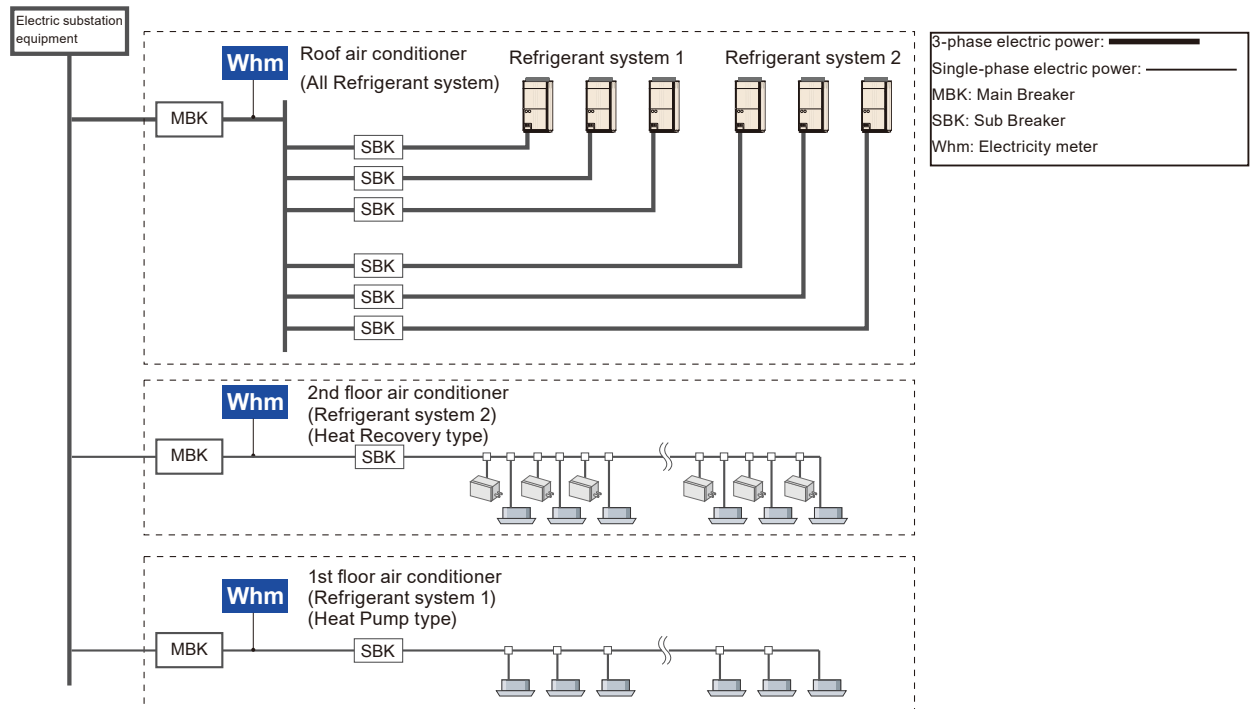 Electric substation
equipment
Whm
Roof air conditioner
(All Refrigerant system)
Refrigerant system 1
Refrigerant system 2
MBK
SBK
SBK
SBK
SBK
SBK
SBK
3-phase electric power:
Single-phase electric power:
MBK: Main Breaker
SBK: Sub Breaker
Whm: Electricity meter
Whm
2nd floor air conditioner
(Refrigerant system 2)
(Heat Recovery type)
MBK
SBK
Whm
1st floor air conditioner
(Refrigerant system 1)
(Heat Pump type)
MBK
SBK